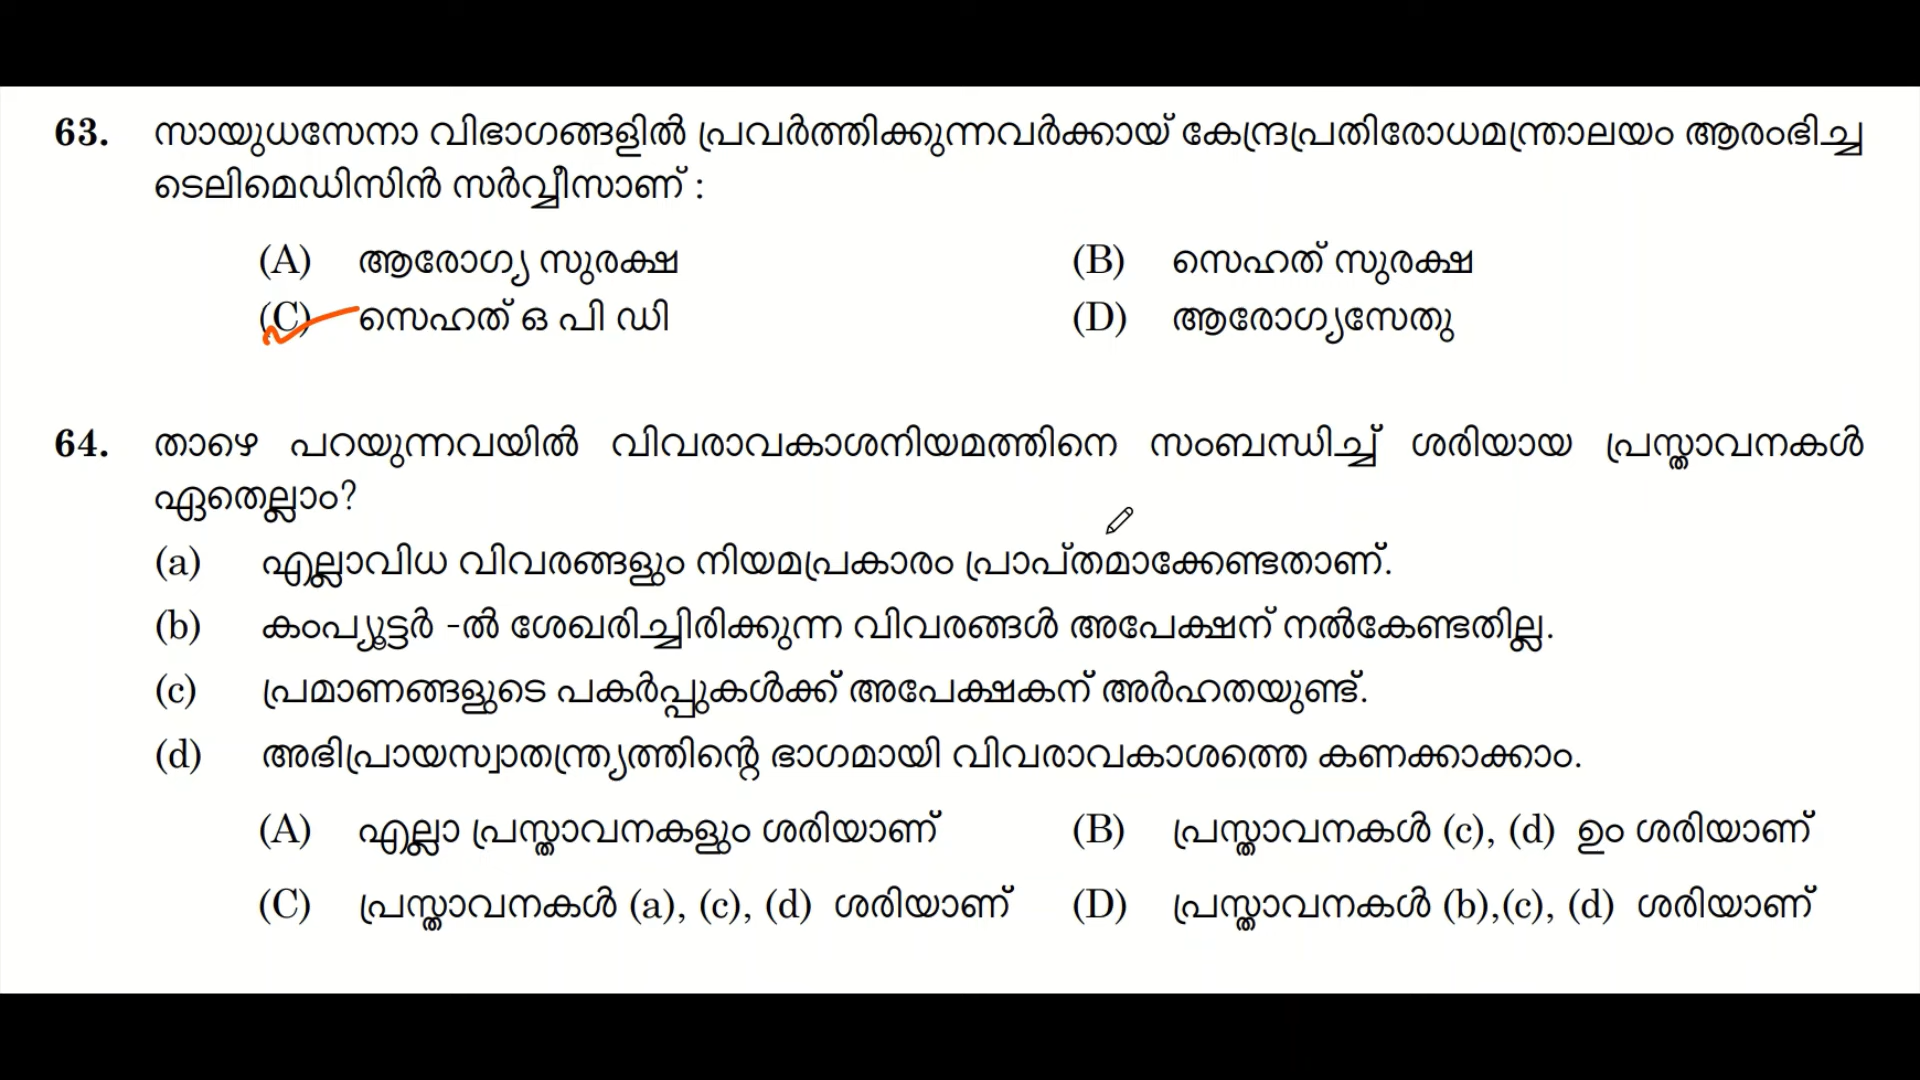 63. സായുധസേനാ വിഭാഗങ്ങളിൽ പ്രവർത്തിക്കുന്നവർക്കായ് കേന്ദ്രപ്രതിരോധമന്ത്രാലയം ആരംഭിച്ച
ടെലിമെഡിസിൻ സർവ്വീസാണ് :
(A) ആരോഗ്യ സുരക്ഷ (B) സെഹത് സുരക്ഷ
(C) സെഹത് ഒ പി ഡി (D) ആരോഗ്യസേതു
64. താഴെ പറയുന്നവയിൽ വിവരാവകാശനിയമത്തിനെ സംബന്ധിച്ച് ശരിയായ പ്രസ്താവനകൾ
ഏതെല്ലാം?
(a) എല്ലാവിധ വിവരങ്ങളും നിയമപ്രകാരം പ്രാപ്തമാക്കേണ്ടതാണ്.
(b) കംപ്യൂട്ടർ -ൽ ശേഖരിച്ചിരിക്കുന്ന വിവരങ്ങൾ അപേക്ഷന് നൽകേണ്ടതില്ല.
(c) പ്രമാണങ്ങളുടെ പകർപ്പുകൾക്ക് അപേക്ഷകന് അർഹതയുണ്ട്.
(d) അഭിപ്രായസ്വാതന്ത്ര്യത്തിന്റെ ഭാഗമായി വിവരാവകാശത്തെ കണക്കാക്കാം.
(A) എല്ലാ പ്രസ്താവനകളും ശരിയാണ് (B) പ്രസ്താവനകൾ (c), (d) ഉം ശരിയാണ്
(C) പ്രസ്താവനകൾ (a), (c), (d) ശരിയാണ് (D) പ്രസ്താവനകൾ (b),(c), (d) ശരിയാണ്